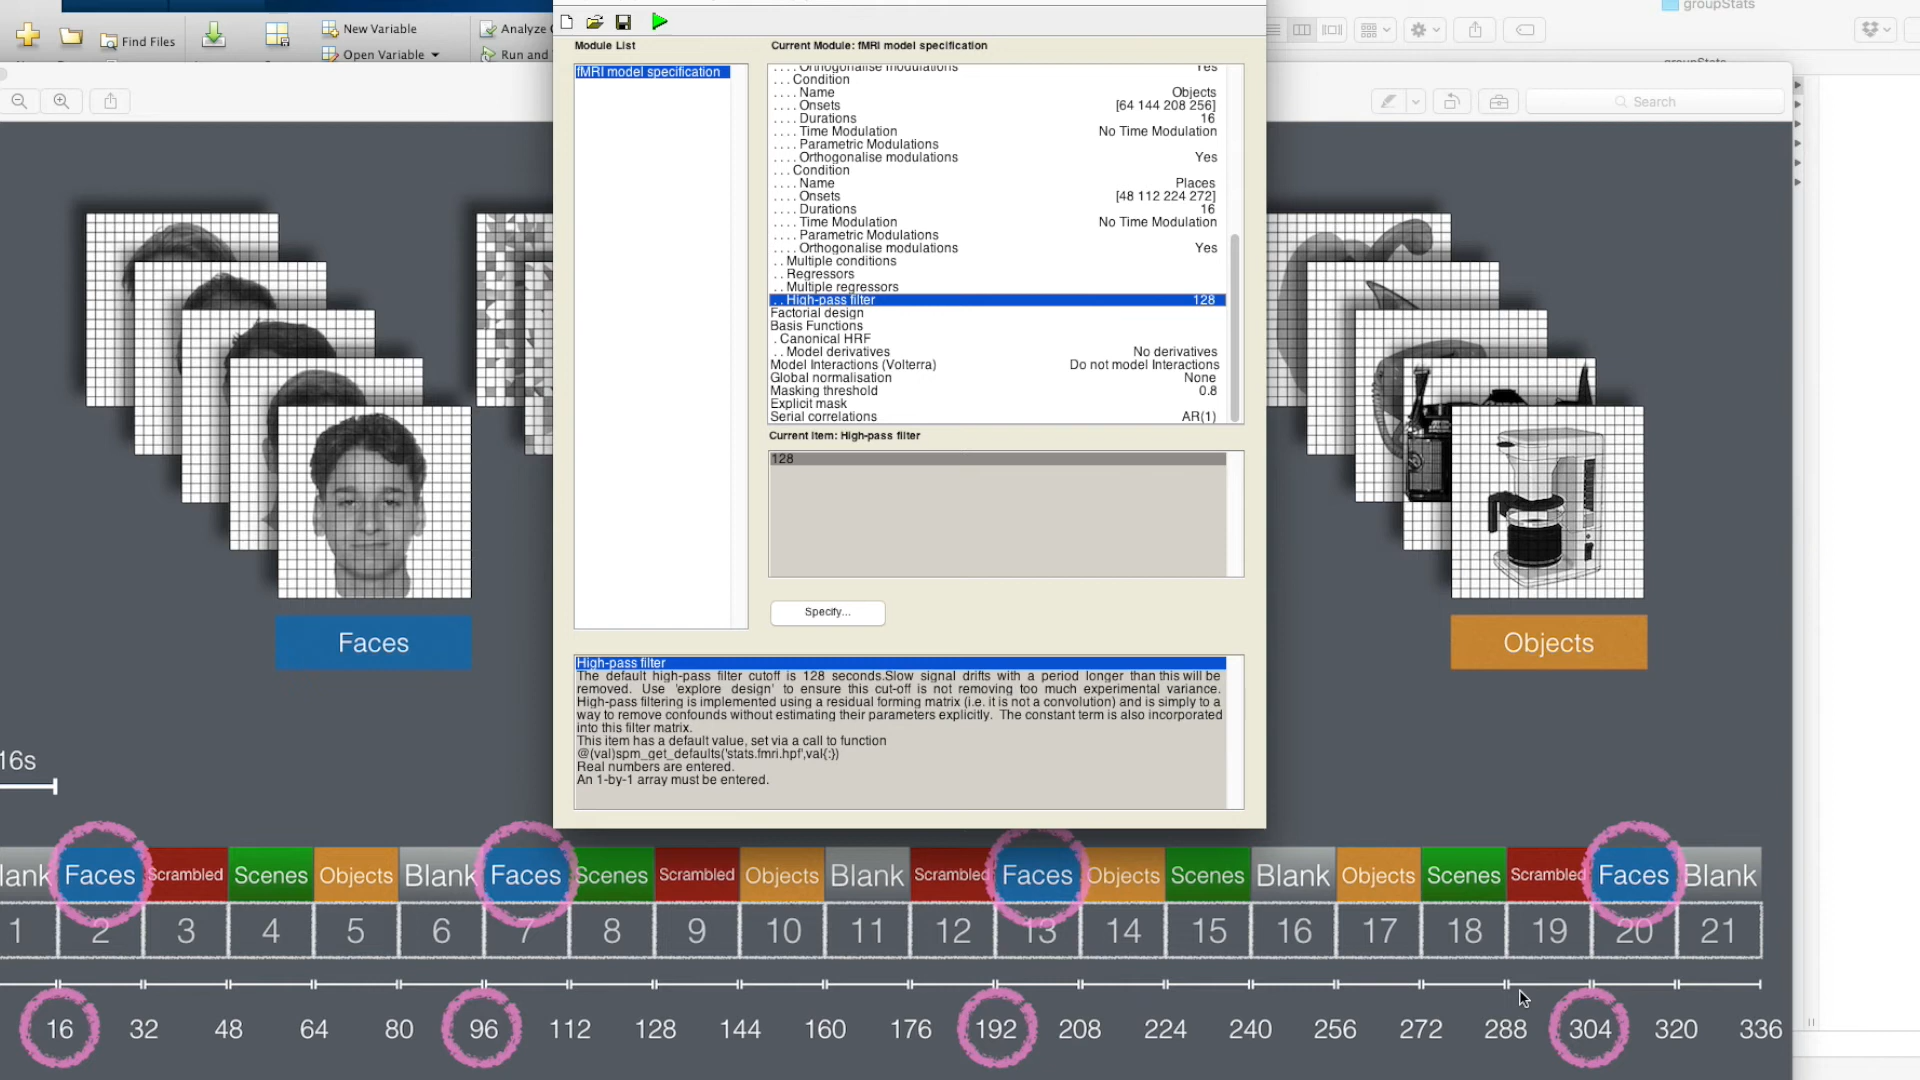 groupStats
New Variable
Analyze C
Find Files
Open Variable
Run and
Search
Module List
Current Module: fMRI model specification
fMRI model specification
. . . . Orthogonalise modulations Yes
. . . Condition
. . . . Name Objects
. . . . Onsets [64 144 208 256]
. . . . Durations 16
. . . . Time Modulation No Time Modulation
. . . . Parametric Modulations
. . . . Orthogonalise modulations Yes
. . . Condition
. . . . Name Places
. . . . Onsets [48 112 224 272]
. . . . Durations 16
. . . . Time Modulation No Time Modulation
. . . . Parametric Modulations
. . . . Orthogonalise modulations Yes
. . Multiple conditions
. . Regressors
. . Multiple regressors
. . High-pass filter 128
Factorial design
Basis Functions
. Canonical HRF
. . Model derivatives No derivatives
Model Interactions (Volterra) Do not model Interactions
Global normalisation None
Masking threshold 0.8
Explicit mask
Serial correlations AR(1)
Current Item: High-pass filter
128
Specify...
High-pass filter
The default high-pass filter cutoff is 128 seconds.Slow signal drifts with a period longer than this will be
removed. Use 'explore design' to ensure this cut-off is not removing too much experimental variance.
High-pass filtering is implemented using a residual forming matrix (i.e. it is not a convolution) and is simply to a
way to remove confounds without estimating their parameters explicitly. The constant term is also incorporated
into this filter matrix.
This item has a default value, set via a call to function
@(val)spm_get_defaults('stats.fmri.hpf',val{:})
Real numbers are entered.
An 1-by-1 array must be entered.
Faces
Objects
16s
lank Faces Scrambled Scenes Objects Blank Faces Scenes Scrambled Objects Blank Scrambled Faces Objects Scenes Blank Objects Scenes Scrambled Faces Blank
1 2 3 4 5 6 7 8 9 10 11 12 13 14 15 16 17 18 19 20 21
16 32 48 64 80 96 112 128 144 160 176 192 208 224 240 256 272 288 304 320 336